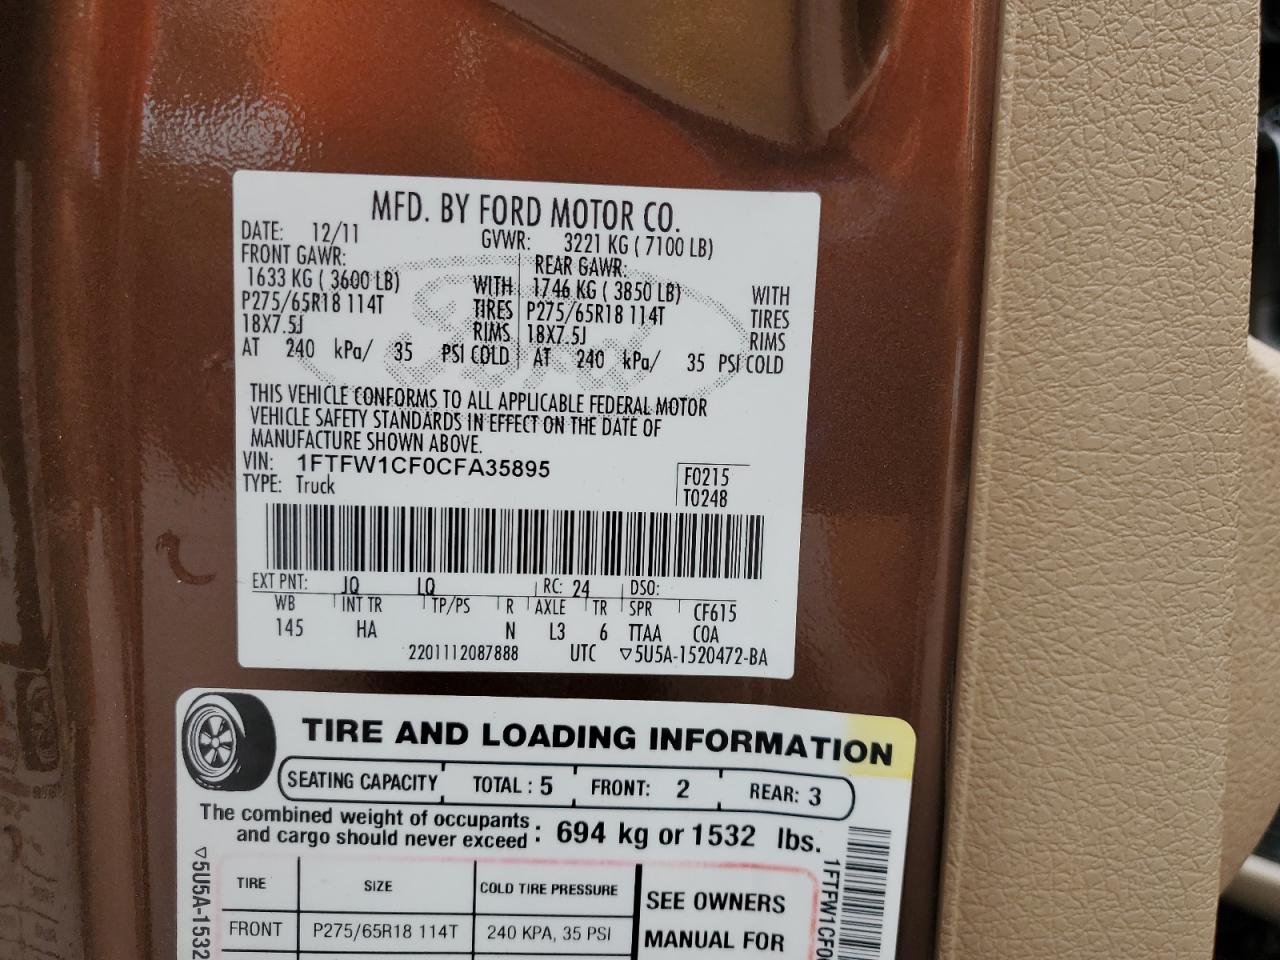 MFD. BY FORD MOTOR CO.
DATE: 12/11 GVWR: 3221 KG ( 7100 LB)
FRONT GAWR: REAR GAWR:
1633 KG ( 3600 LB) WITH 1746 KG ( 3850 LB) WITH
P275/65R18 114T TIRES P275/65R18 114T TIRES
18X7.5J RIMS 18X7.5J RIMS
AT 240 kPa/ 35 PSI COLD AT 240 kPa/ 35 PSI COLD
THIS VEHICLE CONFORMS TO ALL APPLICABLE FEDERAL MOTOR
VEHICLE SAFETY STANDARDS IN EFFECT ON THE DATE OF
MANUFACTURE SHOWN ABOVE.
VIN: 1FTFW1CF0CFA35895
TYPE: Truck
F0215
T0248
EXT PNT: JQ LQ RC: 24 DSO:
WB INT TR TP/PS R AXLE TR SPR CF615
145 HA N L3 6 TTAA COA
2201112087888 UTC ▽5U5A-1520472-BA
TIRE AND LOADING INFORMATION
SEATING CAPACITY TOTAL : 5 FRONT: 2 REAR: 3
The combined weight of occupants
and cargo should never exceed : 694 kg or 1532 lbs.
TIRE SIZE COLD TIRE PRESSURE
FRONT P275/65R18 114T 240 KPA, 35 PSI
SEE OWNERS
MANUAL FOR
▽5U5A-1532
1FTFW1CF0